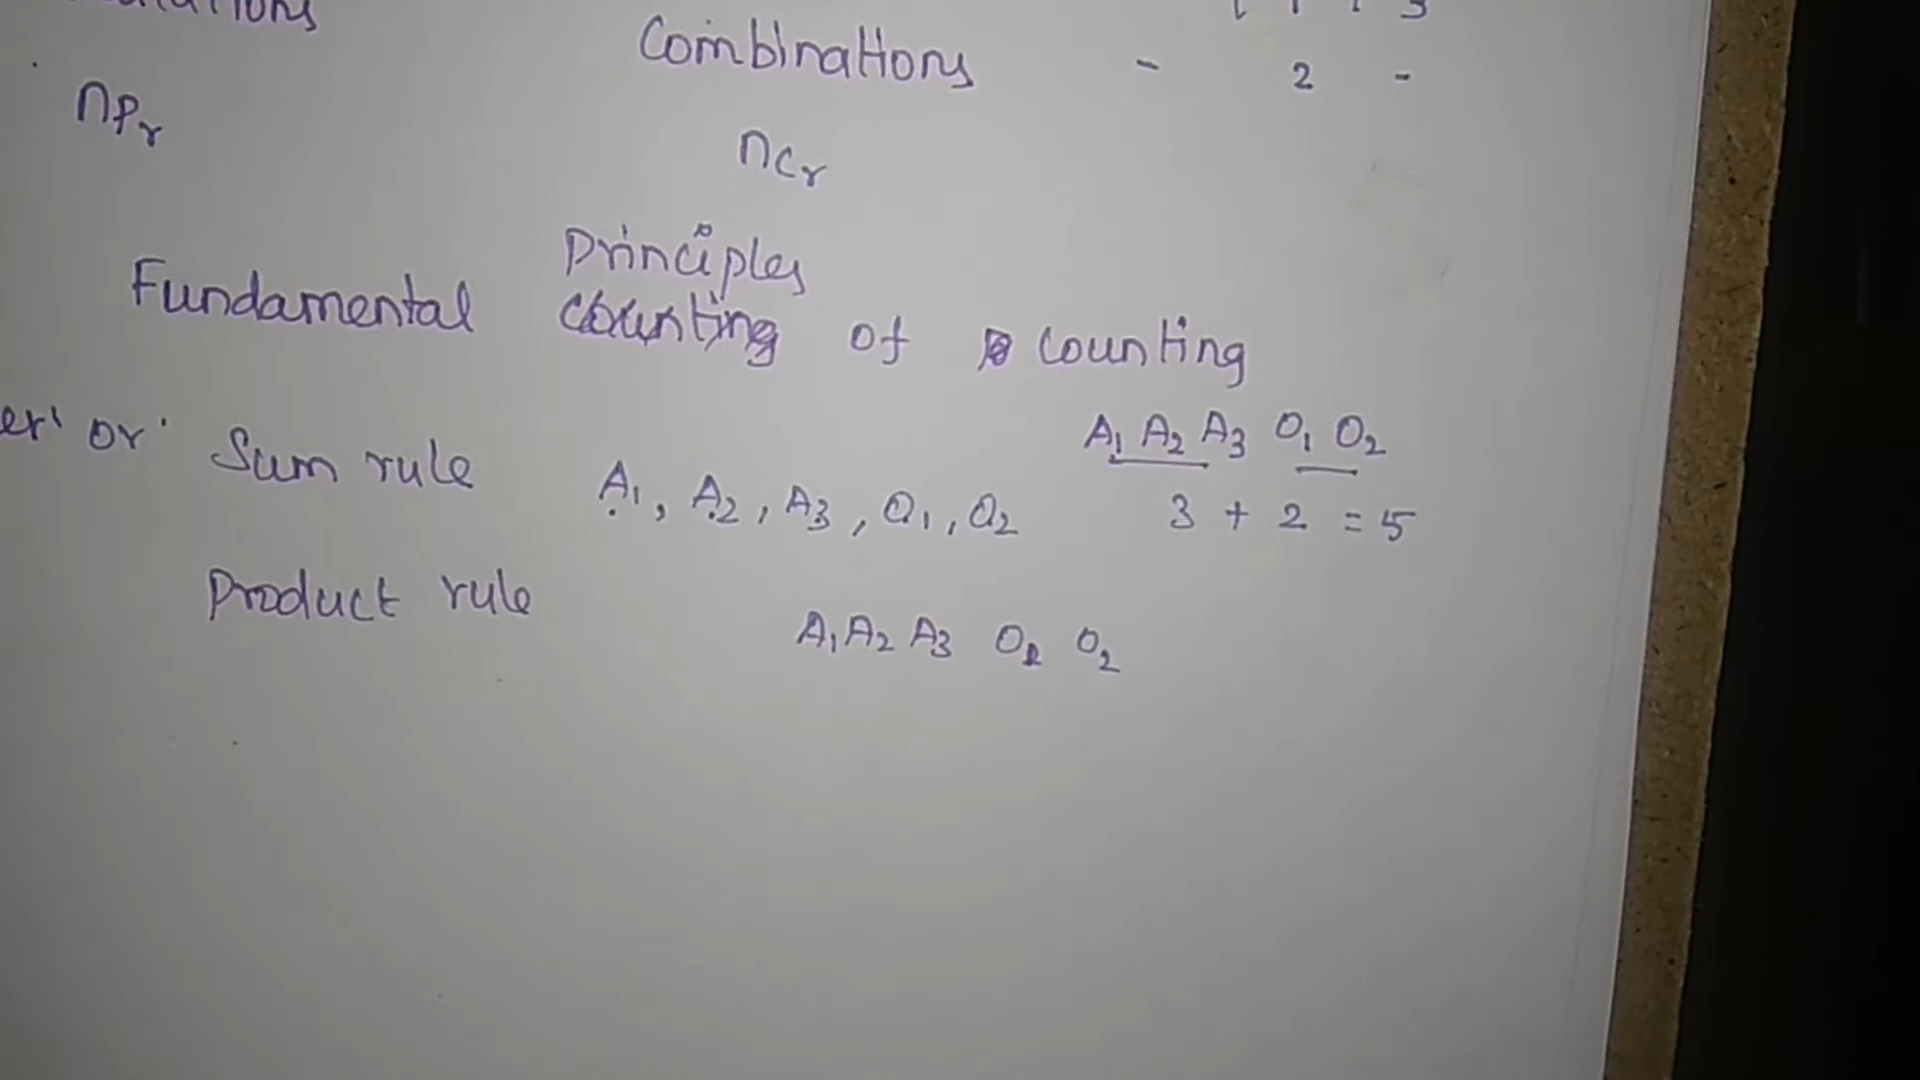 Combinations - 2 -
nPr
nCr
Principles
Fundamental counting of counting
or' Sum rule A1, A2, A3, O1, O2
A1 A2 A3 O1 O2
3 + 2 = 5
Product rule
A1 A2 A3 O1 O2